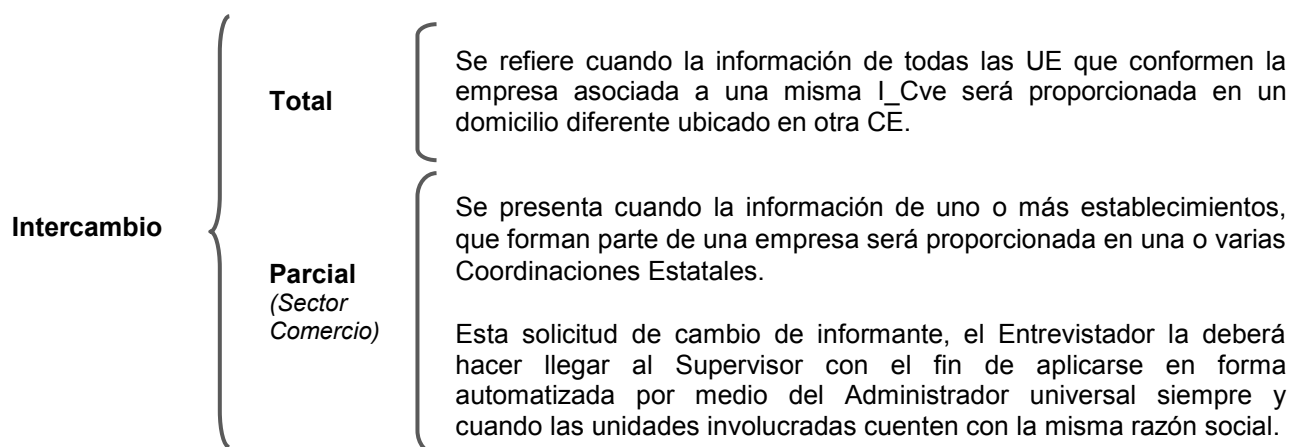 Intercambio
Total
Se refiere cuando la información de todas las UE que conformen la
empresa asociada a una misma I_Cve será proporcionada en un
domicilio diferente ubicado en otra CE.
Parcial
(Sector
Comercio)
Se presenta cuando la información de uno o más establecimientos,
que forman parte de una empresa será proporcionada en una o varias
Coordinaciones Estatales.
Esta solicitud de cambio de informante, el Entrevistador la deberá
hacer llegar al Supervisor con el fin de aplicarse en forma
automatizada por medio del Administrador universal siempre y
cuando las unidades involucradas cuenten con la misma razón social.